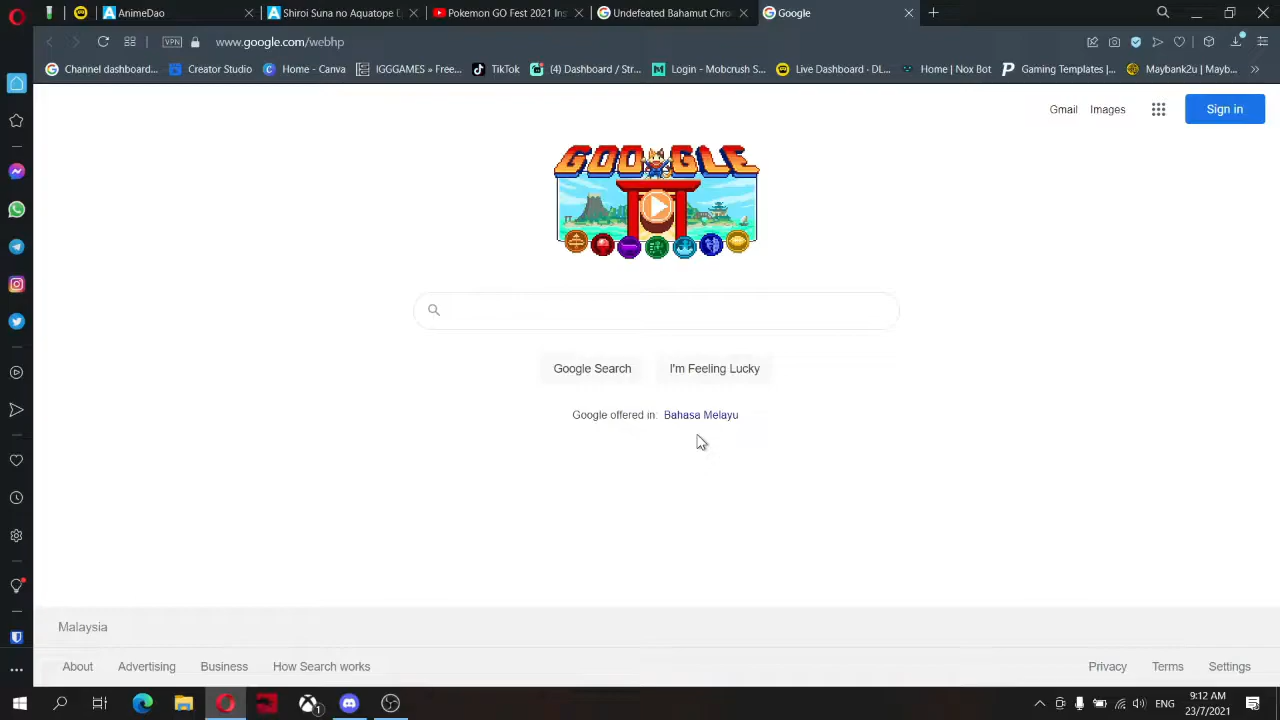 AnimeDao
Shiroi Suna no Aquatope
Pokemon GO Fest 2021 Ins
Undefeated Bahamut Chro
Google
VPN
www.google.com/webhp
Channel dashboard...
Creator Studio
Home - Canva
IGGGAMES » Free...
TikTok
(4) Dashboard / Str...
Login - Mobcrush S...
Live Dashboard - DL...
Home | Nox Bot
Gaming Templates |...
Maybank2u | Mayb...
Gmail
Images
Sign in
GOOGLE
Google Search
I'm Feeling Lucky
Google offered in: Bahasa Melayu
Malaysia
About
Advertising
Business
How Search works
Privacy
Terms
Settings
ENG
9:12 AM
23/7/2021